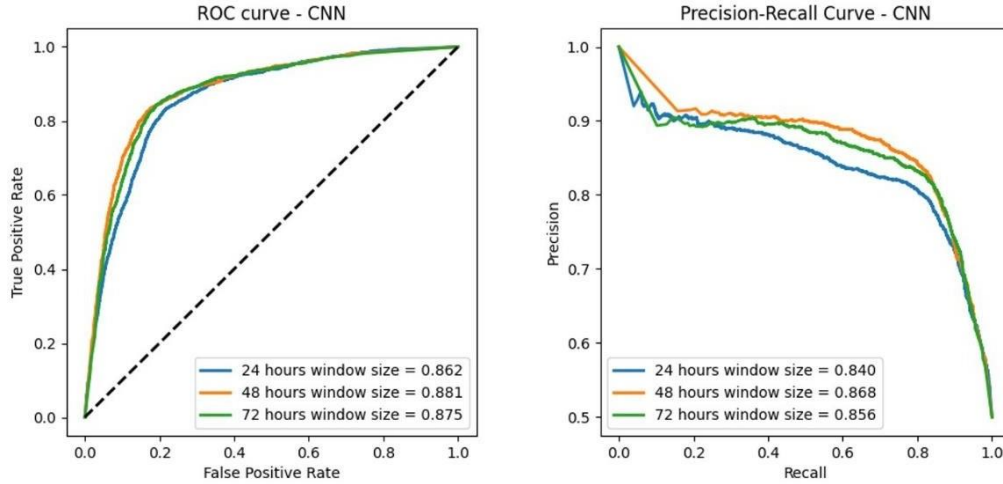 ROC curve - CNN
1.0
0.8
0.6
0.4
0.2
0.0
True Positive Rate
0.0 0.2 0.4 0.6 0.8 1.0
False Positive Rate
24 hours window size = 0.862
48 hours window size = 0.881
72 hours window size = 0.875
Precision-Recall Curve - CNN
1.0
0.9
0.8
0.7
0.6
0.5
Precision
0.0 0.2 0.4 0.6 0.8 1.0
Recall
24 hours window size = 0.840
48 hours window size = 0.868
72 hours window size = 0.856